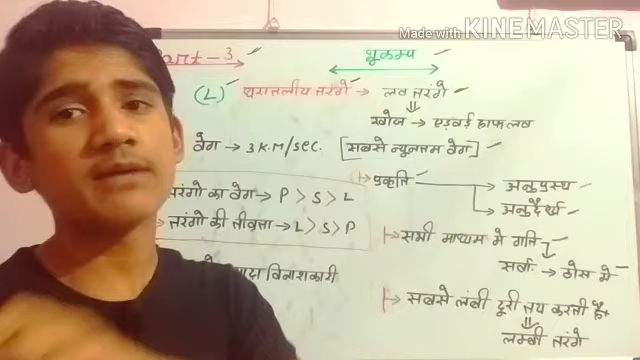 Made with KINEMASTER
art-3
भूकम्प
(L) धरातलीय तरंगे → लव तरंगे
खोज → एडवर्ड हाफ लव
वेग → 3 K.M/SEC. [सबसे न्यूनतम वेग]
प्रकृति → अनुप्रस्थ
→ अनुदैर्ध्य
तरंगो का वेग → P > S > L
तरंगो की तीव्रता → L > S > P
सभी माध्यम मे गति
सर्वा. → ठोस मे
ादा विनाशकारी
सबसे लंबी दूरी तय करती है
लम्बी तरंगे